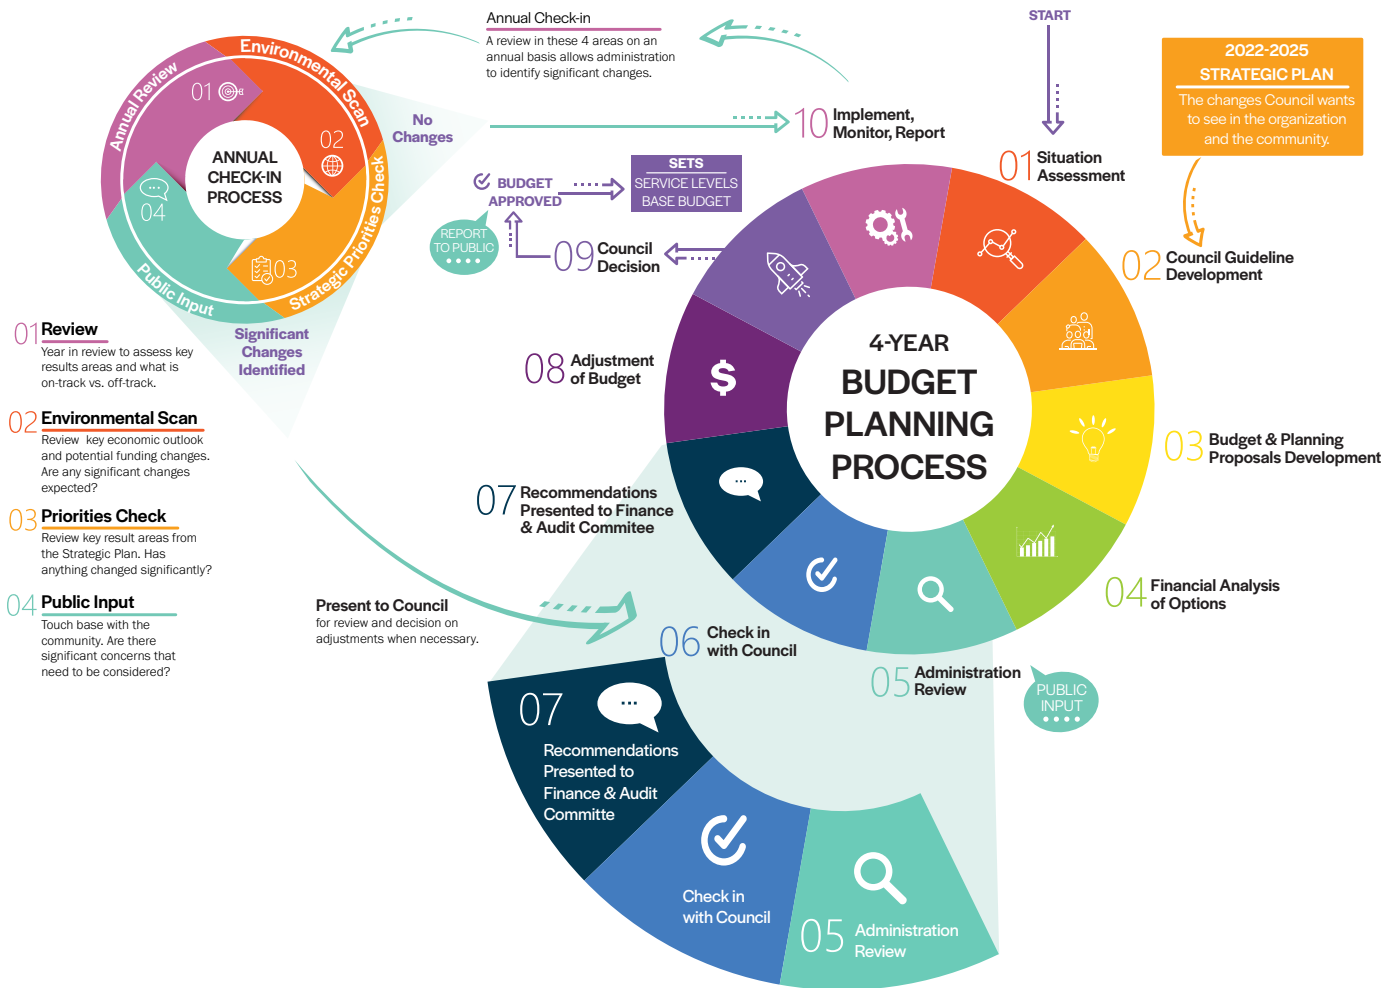 Annual Check-in
A review in these 4 areas on an
annual basis allows administration
to identify significant changes.
START
2022-2025
STRATEGIC PLAN
The changes Council wants
to see in the organization
and the community.
Annual Review
Environmental Scan
Strategic Priorities Check
Public Input
01
02
03
04
ANNUAL
CHECK-IN
PROCESS
No
Changes
Significant
Changes
Identified
10 Implement,
Monitor, Report
01 Situation
Assessment
02 Council Guideline
Development
03 Budget & Planning
Proposals Development
04 Financial Analysis
of Options
05 Administration
Review
PUBLIC
INPUT
06 Check in
with Council
07 Recommendations
Presented to Finance
& Audit Commitee
08 Adjustment
of Budget
09 Council
Decision
BUDGET
APPROVED
REPORT
TO PUBLIC
SETS
SERVICE LEVELS
BASE BUDGET
4-YEAR
BUDGET
PLANNING
PROCESS
$
01 Review
Year in review to assess key
results areas and what is
on-track vs. off-track.
02 Environmental Scan
Review key economic outlook
and potential funding changes.
Are any significant changes
expected?
03 Priorities Check
Review key result areas from
the Strategic Plan. Has
anything changed significantly?
04 Public Input
Touch base with the
community. Are there
significant concerns that
need to be considered?
Present to Council
for review and decision on
adjustments when necessary.
07
Recommendations
Presented to
Finance & Audit
Committe
Check in
with Council
05 Administration
Review